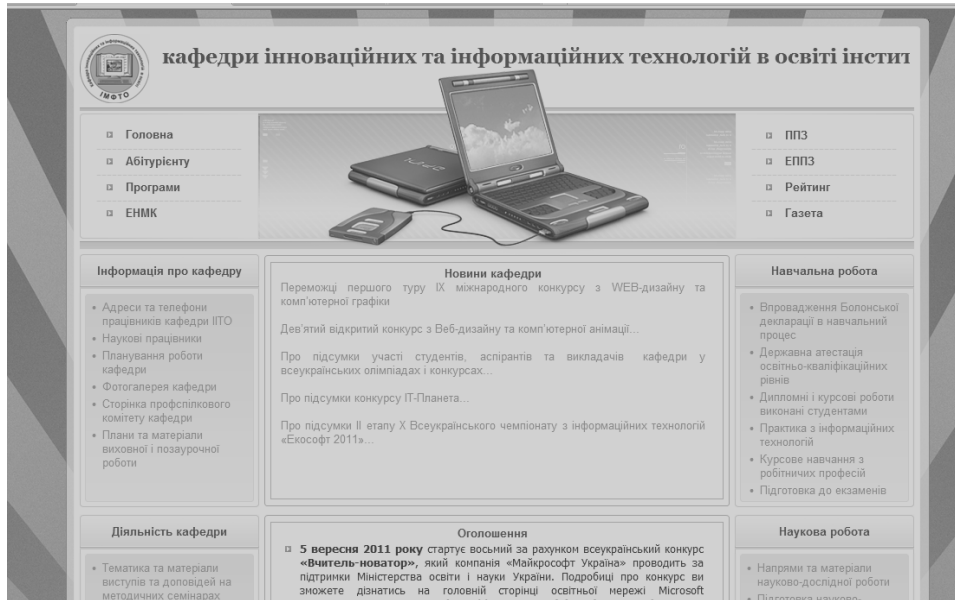 кафедри інноваційних та інформаційних технологій в освіті інстит
ІМФТО
Головна
Абітурієнту
Програми
ЕНМК
ППЗ
ЕППЗ
Рейтинг
Газета
Інформація про кафедру
Адреси та телефони
працівників кафедри ІІТО
Наукові працівники
Планування роботи
кафедри
Фотогалерея кафедри
Сторінка профспілкового
комітету кафедри
Плани та матеріали
виховної і позаурочної
роботи
Новини кафедри
Переможці першого туру IX міжнародного конкурсу з WEB-дизайну та
комп'ютерної графіки
Дев'ятий відкритий конкурс з Веб-дизайну та комп'ютерної анімації...
Про підсумки участі студентів, аспірантів та викладачів кафедри у
всеукраїнських олімпіадах і конкурсах...
Про підсумки конкурсу ІТ-Планета...
Про підсумки ІІ етапу X Всеукраїнського чемпіонату з інформаційних технологій
«Екософт 2011»...
Навчальна робота
Впровадження Болонської
декларації в навчальний
процес
Державна атестація
освітньо-кваліфікаційних
рівнів
Дипломні і курсові роботи
виконані студентами
Практика з інформаційних
технологій
Курсове навчання з
робітничих професій
Підготовка до екзаменів
Діяльність кафедри
Тематика та матеріали
виступів та доповідей на
методичних семінарах
Оголошення
5 вересня 2011 року стартує восьмий за рахунком всеукраїнський конкурс
«Вчитель-новатор», який компанія «Майкрософт Україна» проводить за
підтримки Міністерства освіти і науки України. Подробиці про конкурс ви
зможете дізнатись на головній сторінці освітньої мережі Microsoft
Наукова робота
Напрями та матеріали
науково-дослідної роботи
Підготовка науково-